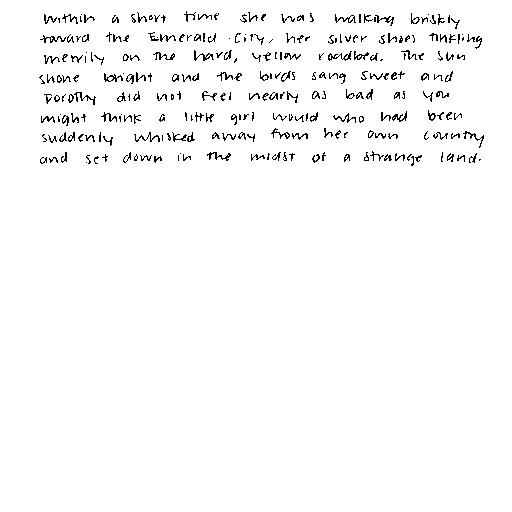 Within a short time she was walking briskly
toward the Emerald City, her silver shoes tinkling
merrily on the hard, yellow roadbed. The sun
shone bright and the birds sang sweet and
Dorothy did not feel nearly as bad as you
might think a little girl would who had been
suddenly whisked away from her own country
and set down in the midst of a strange land.